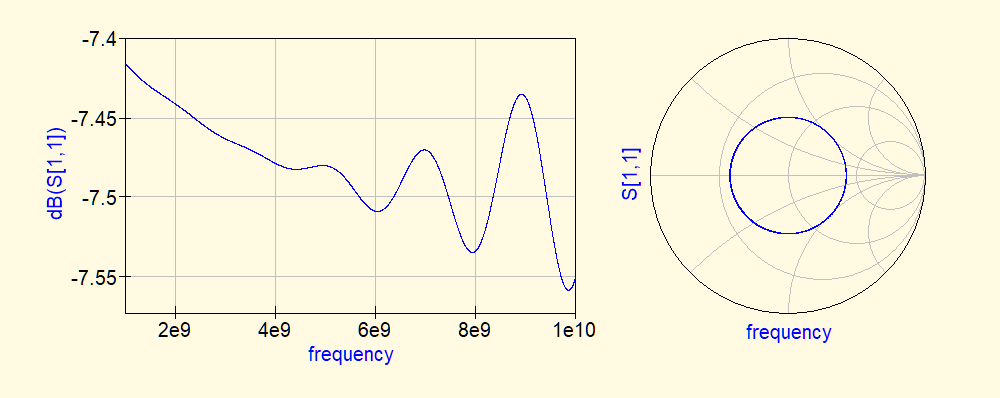 -7.4
-7.45
-7.5
-7.55
dB(S[1,1])
2e9 4e9 6e9 8e9 1e10
frequency
S[1,1]
frequency